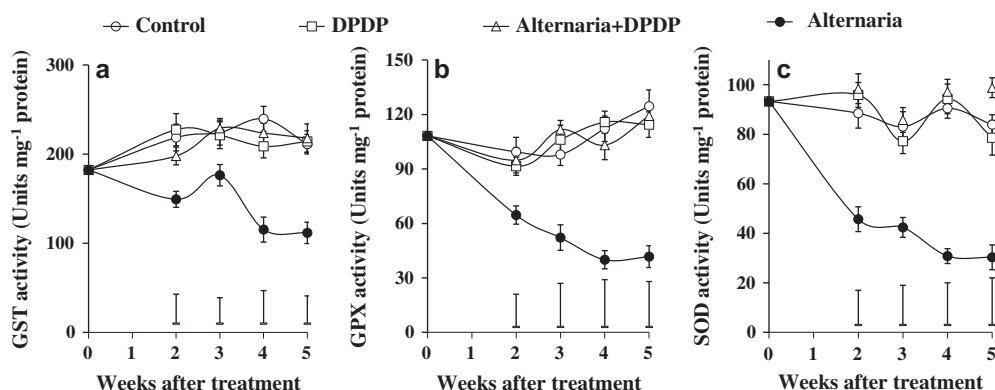 Control DPDP Alternaria+DPDP Alternaria
a
GST activity (Units mg⁻¹ protein)
300
200
100
0
0 1 2 3 4 5
Weeks after treatment
b
GPX activity (Units mg⁻¹ protein)
150
120
90
60
30
0
0 1 2 3 4 5
Weeks after treatment
c
SOD activity (Units mg⁻¹ protein)
100
80
60
40
20
0
0 1 2 3 4 5
Weeks after treatment